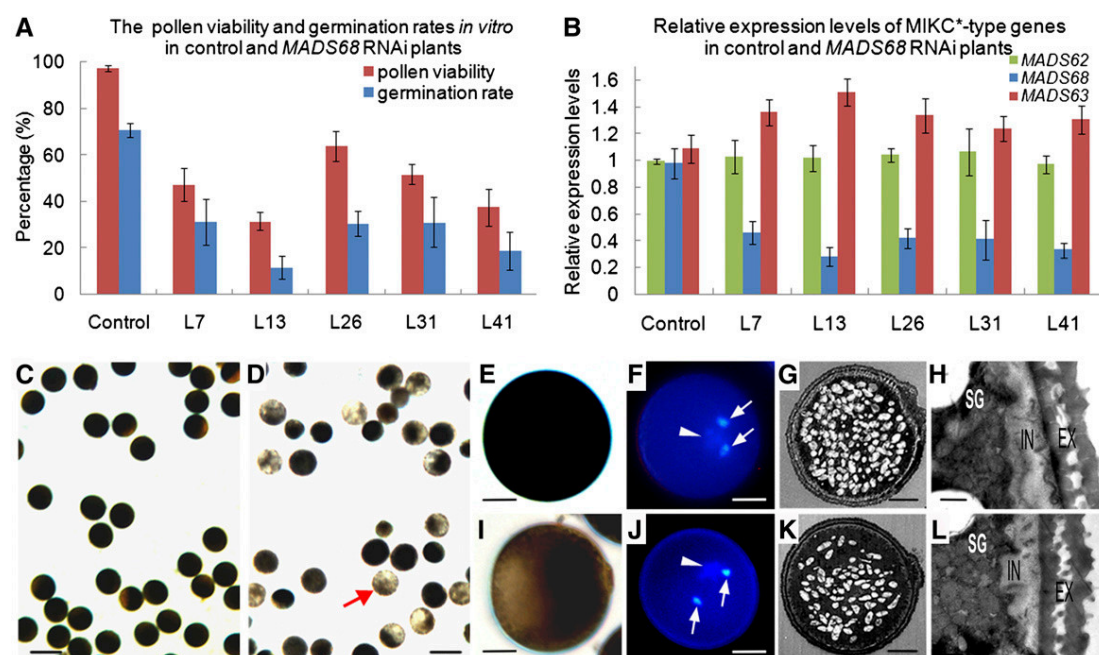 A
The pollen viability and germination rates in vitro
in control and MADS68 RNAi plants
pollen viability
germination rate
Percentage (%)
100
80
60
40
20
0
Control L7 L13 L26 L31 L41
B
Relative expression levels of MIKC*-type genes
in control and MADS68 RNAi plants
MADS62
MADS68
MADS63
Relative expression levels
1.6
1.4
1.2
1
0.8
0.6
0.4
0.2
0
Control L7 L13 L26 L31 L41
C
D
E
F
G
H
SG
IN
EX
I
J
K
L
SG
IN
EX